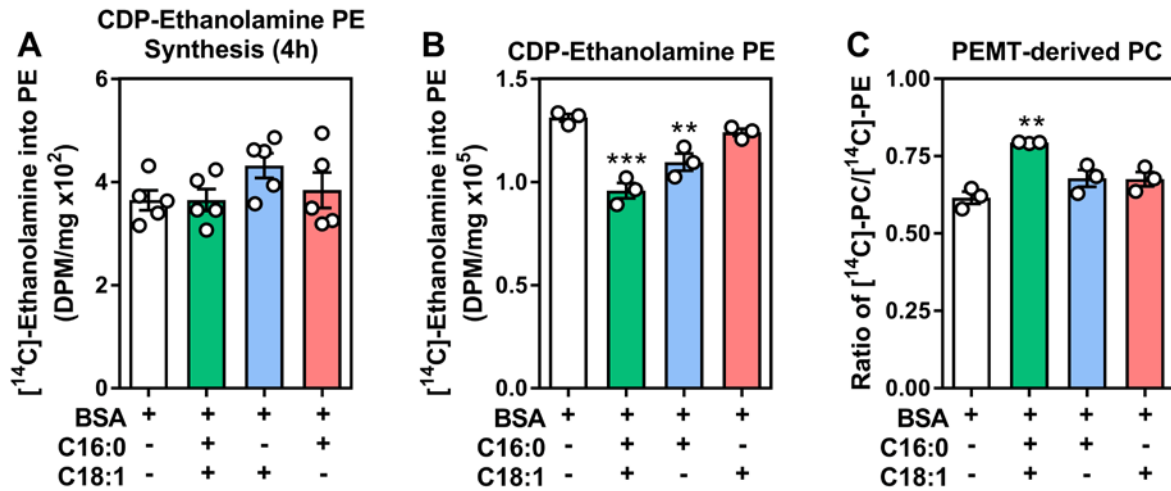 A
CDP-Ethanolamine PE
Synthesis (4h)
[¹⁴C]-Ethanolamine into PE
(DPM/mg x10²)
6
4
2
0
BSA + + + +
C16:0 - + - +
C18:1 - + + -
B
CDP-Ethanolamine PE
[¹⁴C]-Ethanolamine into PE
(DPM/mg x10⁵)
1.5
1.0
0.5
0.0
***
**
BSA + + + +
C16:0 - + + -
C18:1 - + - +
C
PEMT-derived PC
Ratio of [¹⁴C]-PC/[¹⁴C]-PE
1.00
0.75
0.50
0.25
0.00
**
BSA + + + +
C16:0 - + + -
C18:1 - + - +